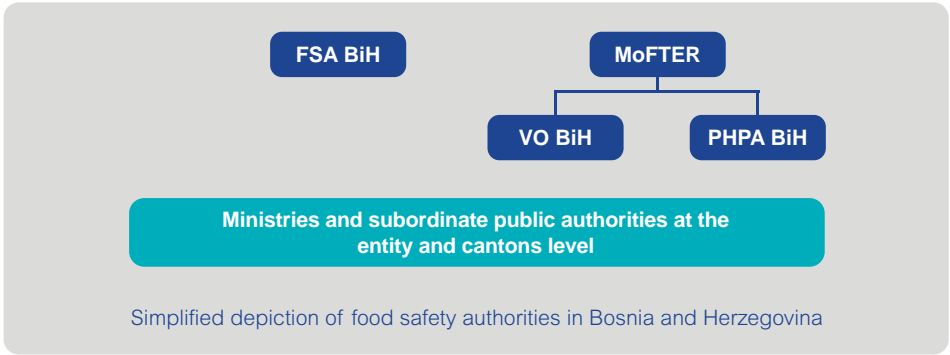 FSA BiH
MoFTER
VO BiH
PHPA BiH
Ministries and subordinate public authorities at the
entity and cantons level
Simplified depiction of food safety authorities in Bosnia and Herzegovina